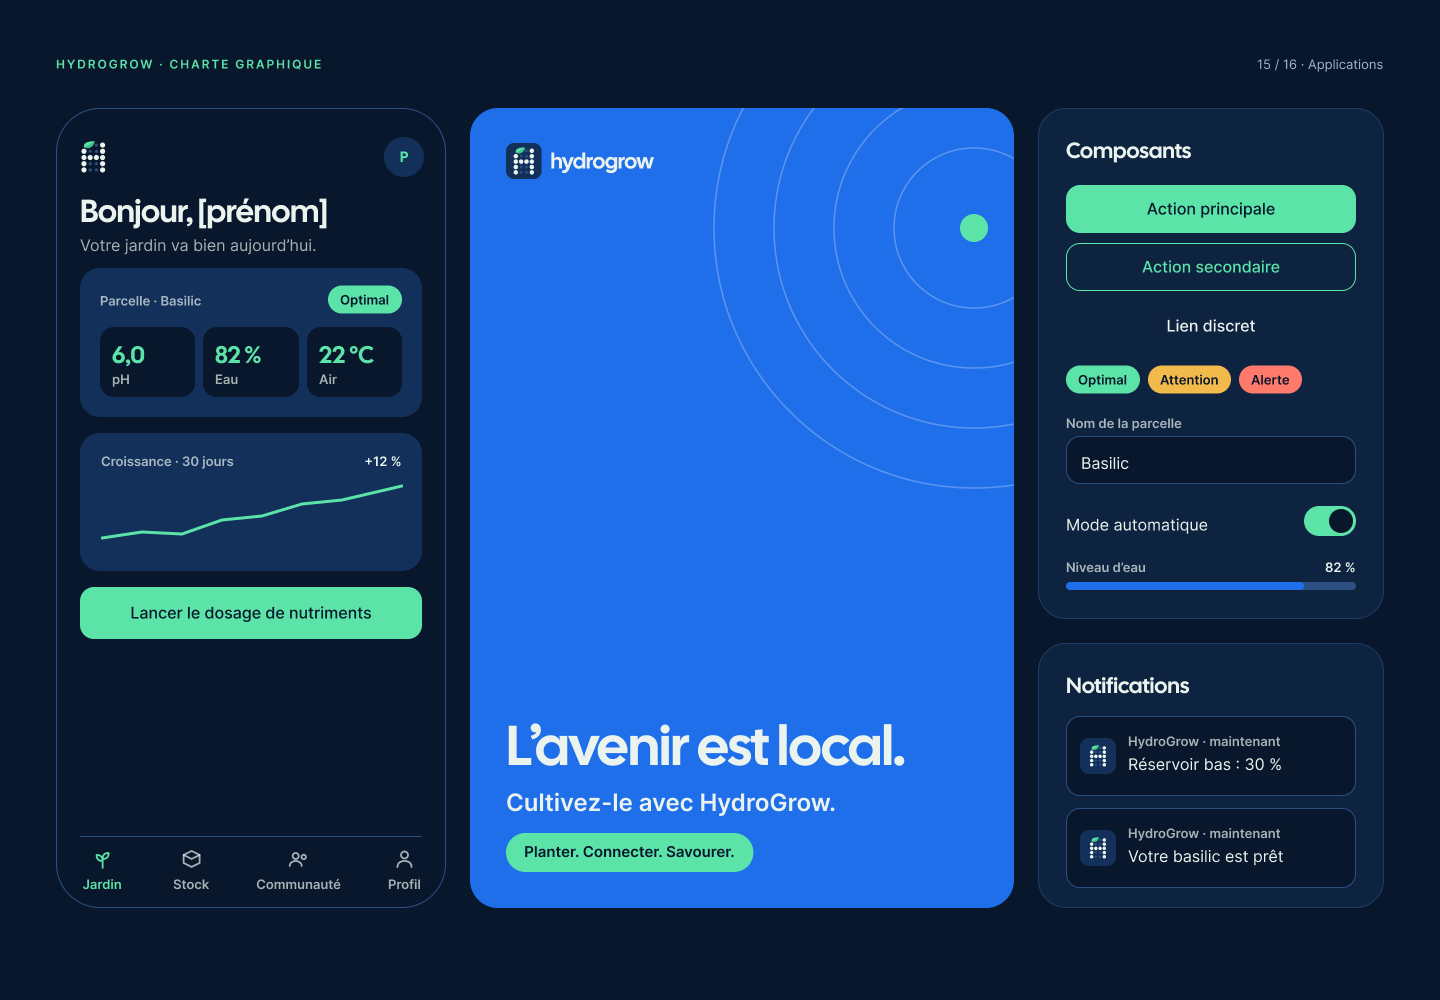 HYDROGROW · CHARTE GRAPHIQUE
15 / 16 · Applications
P
Bonjour, [prénom]
Votre jardin va bien aujourd’hui.
Parcelle · Basilic
Optimal
6,0
pH
82 %
Eau
22 °C
Air
Croissance · 30 jours
+12 %
Lancer le dosage de nutriments
Jardin
Stock
Communauté
Profil
hydrogrow
L’avenir est local.
Cultivez-le avec HydroGrow.
Planter. Connecter. Savourer.
Composants
Action principale
Action secondaire
Lien discret
Optimal
Attention
Alerte
Nom de la parcelle
Basilic
Mode automatique
Niveau d’eau
82 %
Notifications
HydroGrow · maintenant
Réservoir bas : 30 %
HydroGrow · maintenant
Votre basilic est prêt